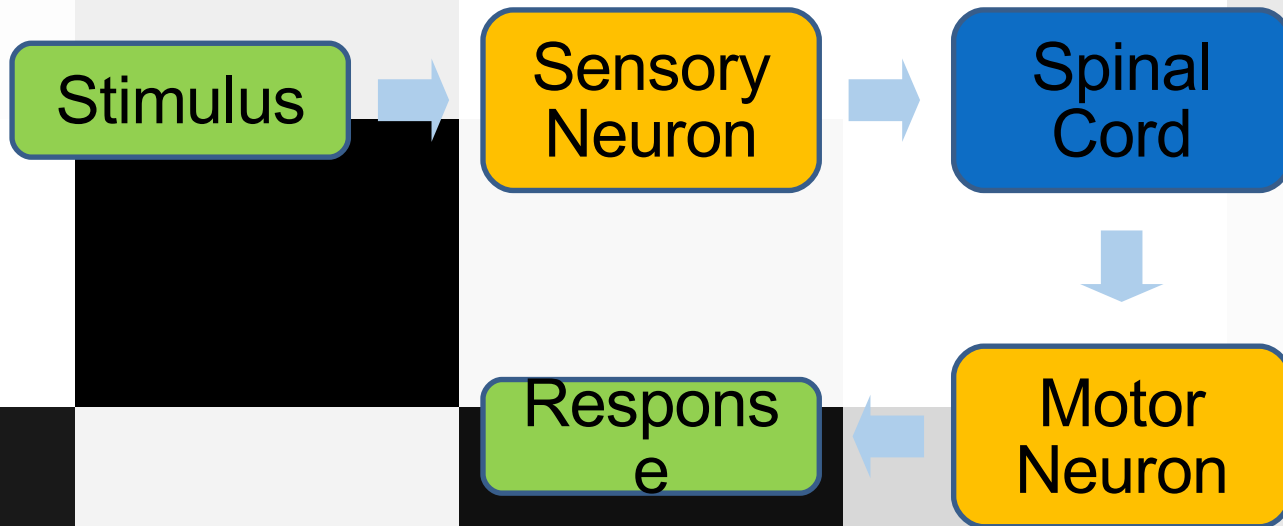 Stimulus
Sensory
Neuron
Spinal
Cord
Respons
e
Motor
Neuron